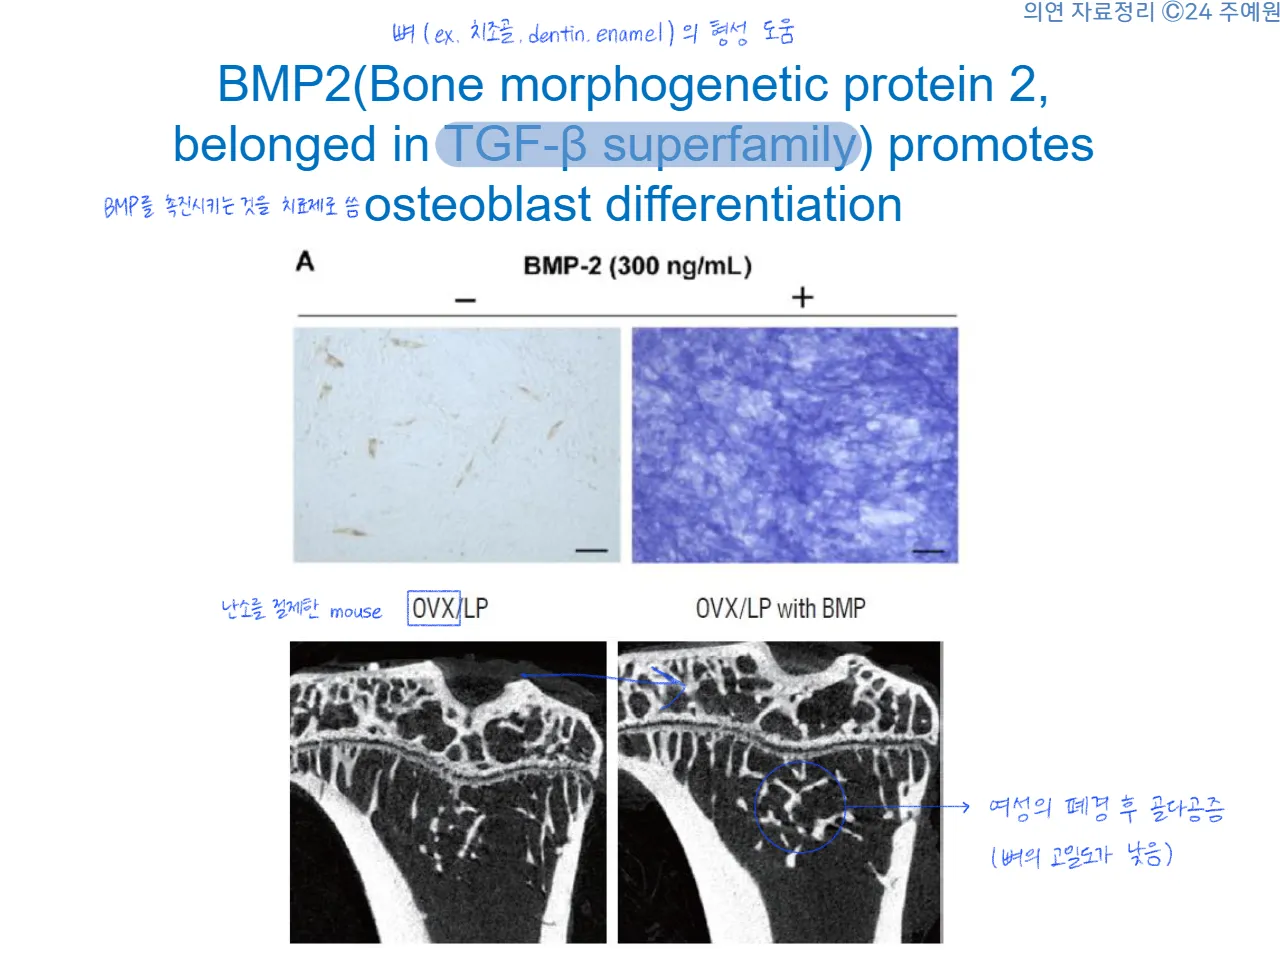 의연 자료정리 ©24 주예원
뼈 (ex. 치조골, dentin, enamel)의 형성 도움
BMP2(Bone morphogenetic protein 2,
belonged in TGF-β superfamily) promotes
BMP를 촉진시키는 것을 치료제로 씀 osteoblast differentiation
A
BMP-2 (300 ng/mL)
− +
난소를 절제한 mouse OVX/LP OVX/LP with BMP
여성의 폐경 후 골다공증
(뼈의 고밀도가 낮음)